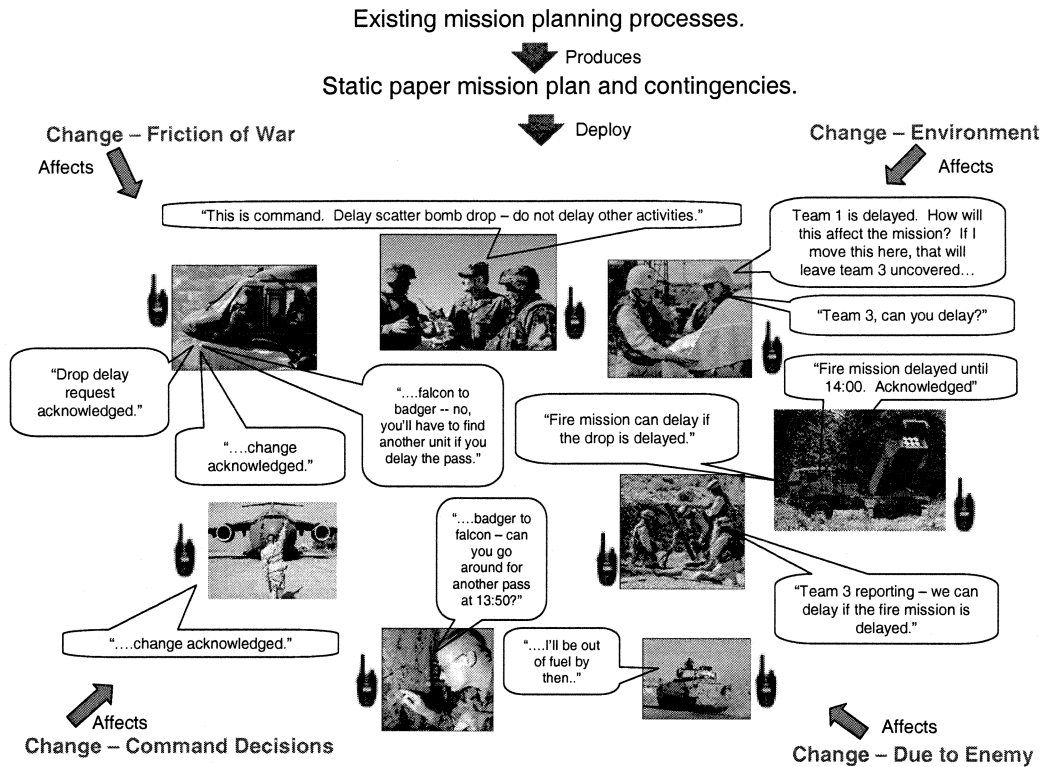 Existing mission planning processes.
Produces
Static paper mission plan and contingencies.
Deploy
Change – Friction of War
Affects
Change – Environment
Affects
“This is command. Delay scatter bomb drop – do not delay other activities.”
Team 1 is delayed. How will
this affect the mission? If I
move this here, that will
leave team 3 uncovered…
“Team 3, can you delay?”
“Drop delay
request
acknowledged.”
“….change
acknowledged.”
“….falcon to
badger -- no,
you’ll have to find
another unit if you
delay the pass.”
“Fire mission can delay if
the drop is delayed.”
“Fire mission delayed until
14:00. Acknowledged”
“….badger to
falcon – can
you go
around for
another pass
at 13:50?”
“Team 3 reporting – we can
delay if the fire mission is
delayed.”
“….change acknowledged.”
“….I’ll be out
of fuel by
then..”
Affects
Change – Command Decisions
Affects
Change – Due to Enemy